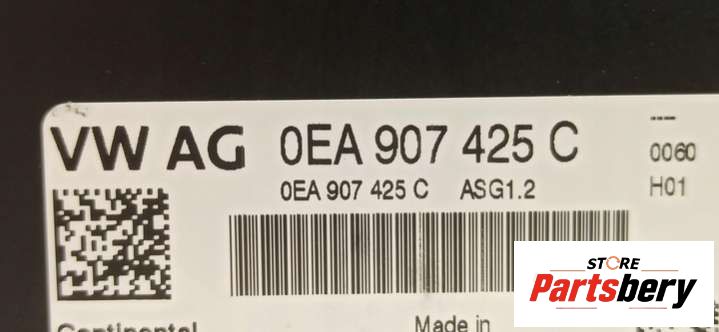 VW AG 0EA 907 425 C
---
0EA 907 425 C ASG1.2
0060
H01
Continental
Made in
STORE
Partsbery